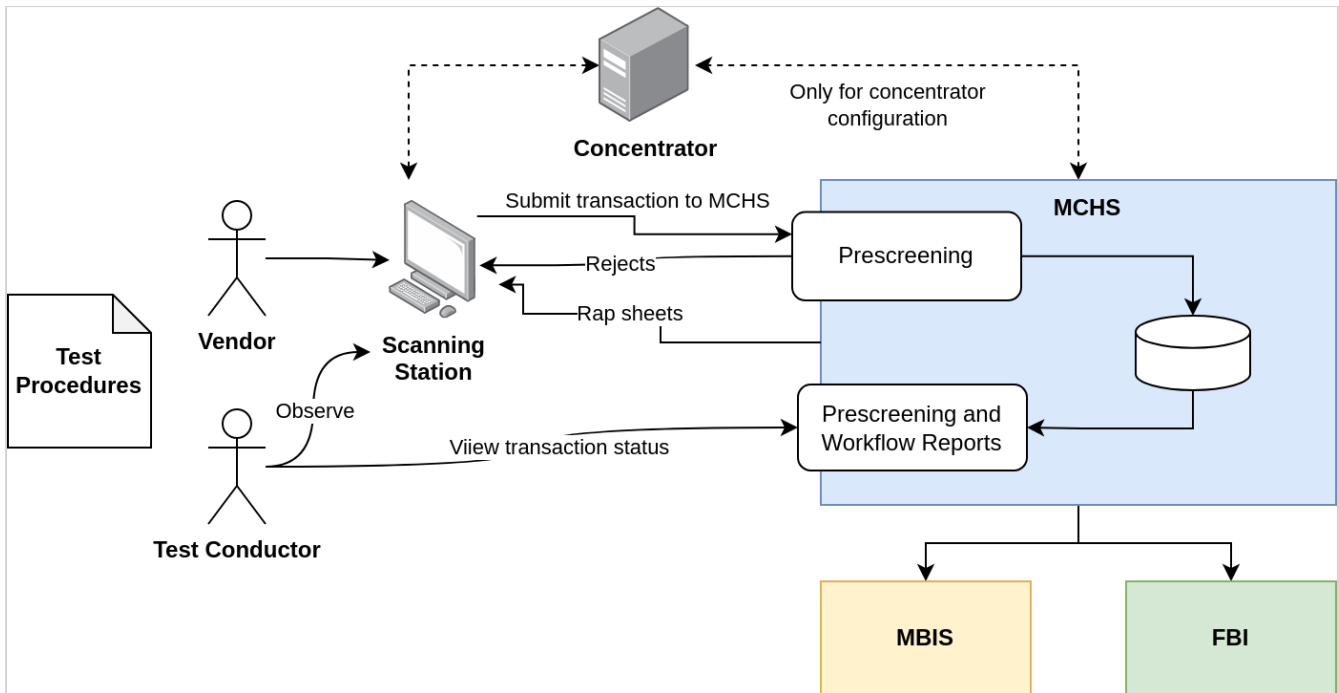 Only for concentrator
configuration
Concentrator
Submit transaction to MCHS
MCHS
Prescreening
Rejects
Rap sheets
Vendor
Scanning
Station
Test
Procedures
Observe
Prescreening and
Workflow Reports
Viiew transaction status
Test Conductor
MBIS
FBI